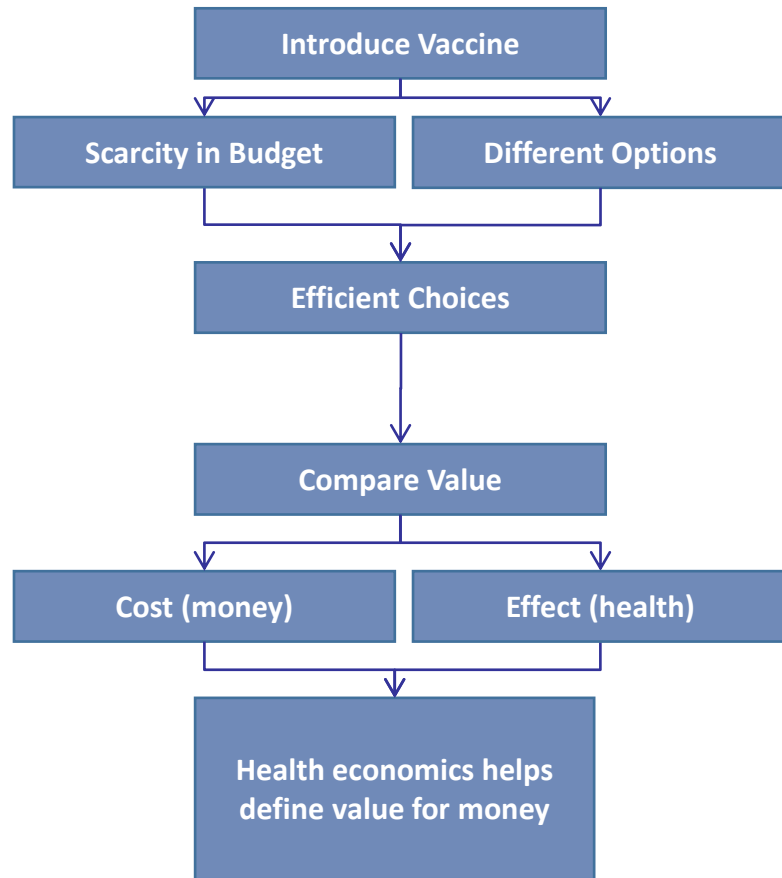 Introduce Vaccine
Scarcity in Budget
Different Options
Efficient Choices
Compare Value
Cost (money)
Effect (health)
Health economics helps
define value for money